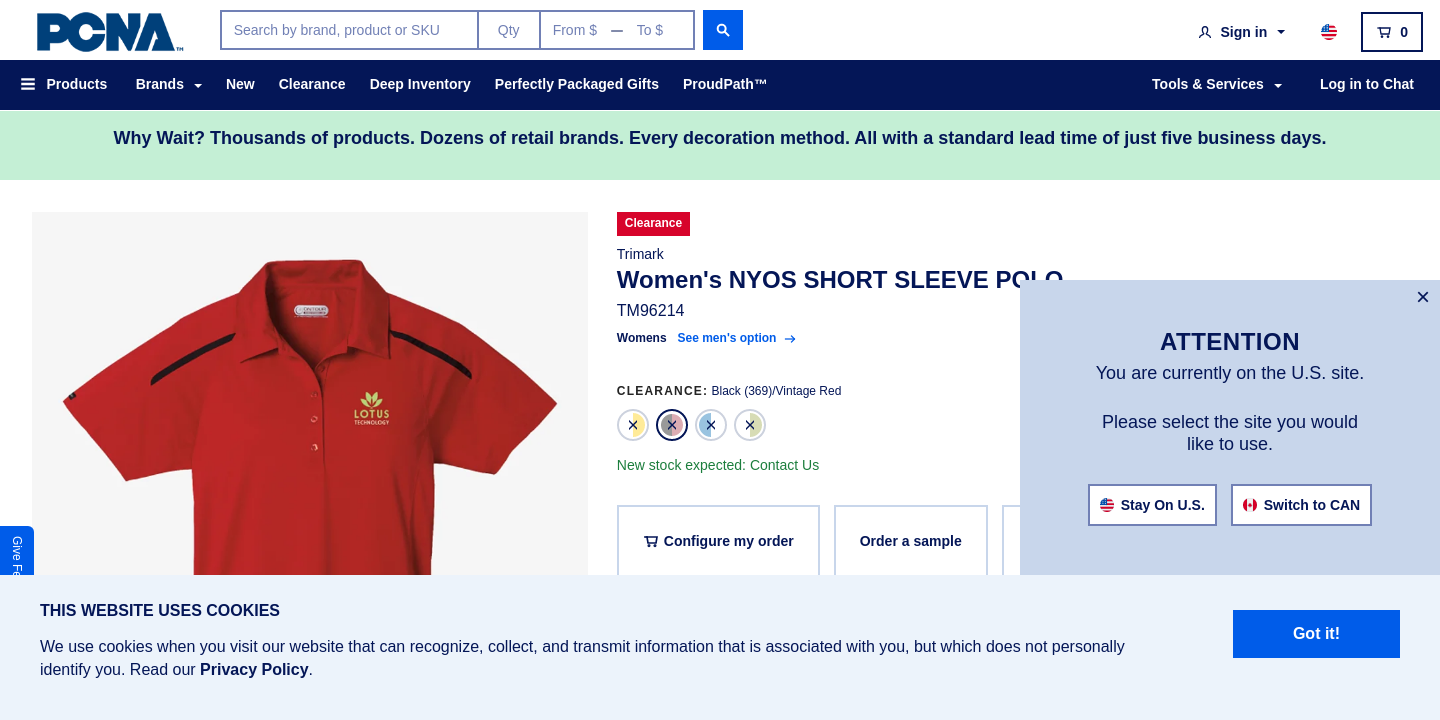 PCNA™
Search by brand, product or SKU
Qty
From $
To $
Sign in
0
Products
Brands
New
Clearance
Deep Inventory
Perfectly Packaged Gifts
ProudPath™
Tools & Services
Log in to Chat
Why Wait? Thousands of products. Dozens of retail brands. Every decoration method. All with a standard lead time of just five business days.
LOTUS
TECHNOLOGY
Clearance
Trimark
Women's NYOS SHORT SLEEVE POLO
TM96214
Womens See men's option
CLEARANCE: Black (369)/Vintage Red
New stock expected: Contact Us
Configure my order
Order a sample
ATTENTION
You are currently on the U.S. site.
Please select the site you would
like to use.
Stay On U.S.
Switch to CAN
Give Fe
THIS WEBSITE USES COOKIES
We use cookies when you visit our website that can recognize, collect, and transmit information that is associated with you, but which does not personally
identify you. Read our Privacy Policy.
Got it!